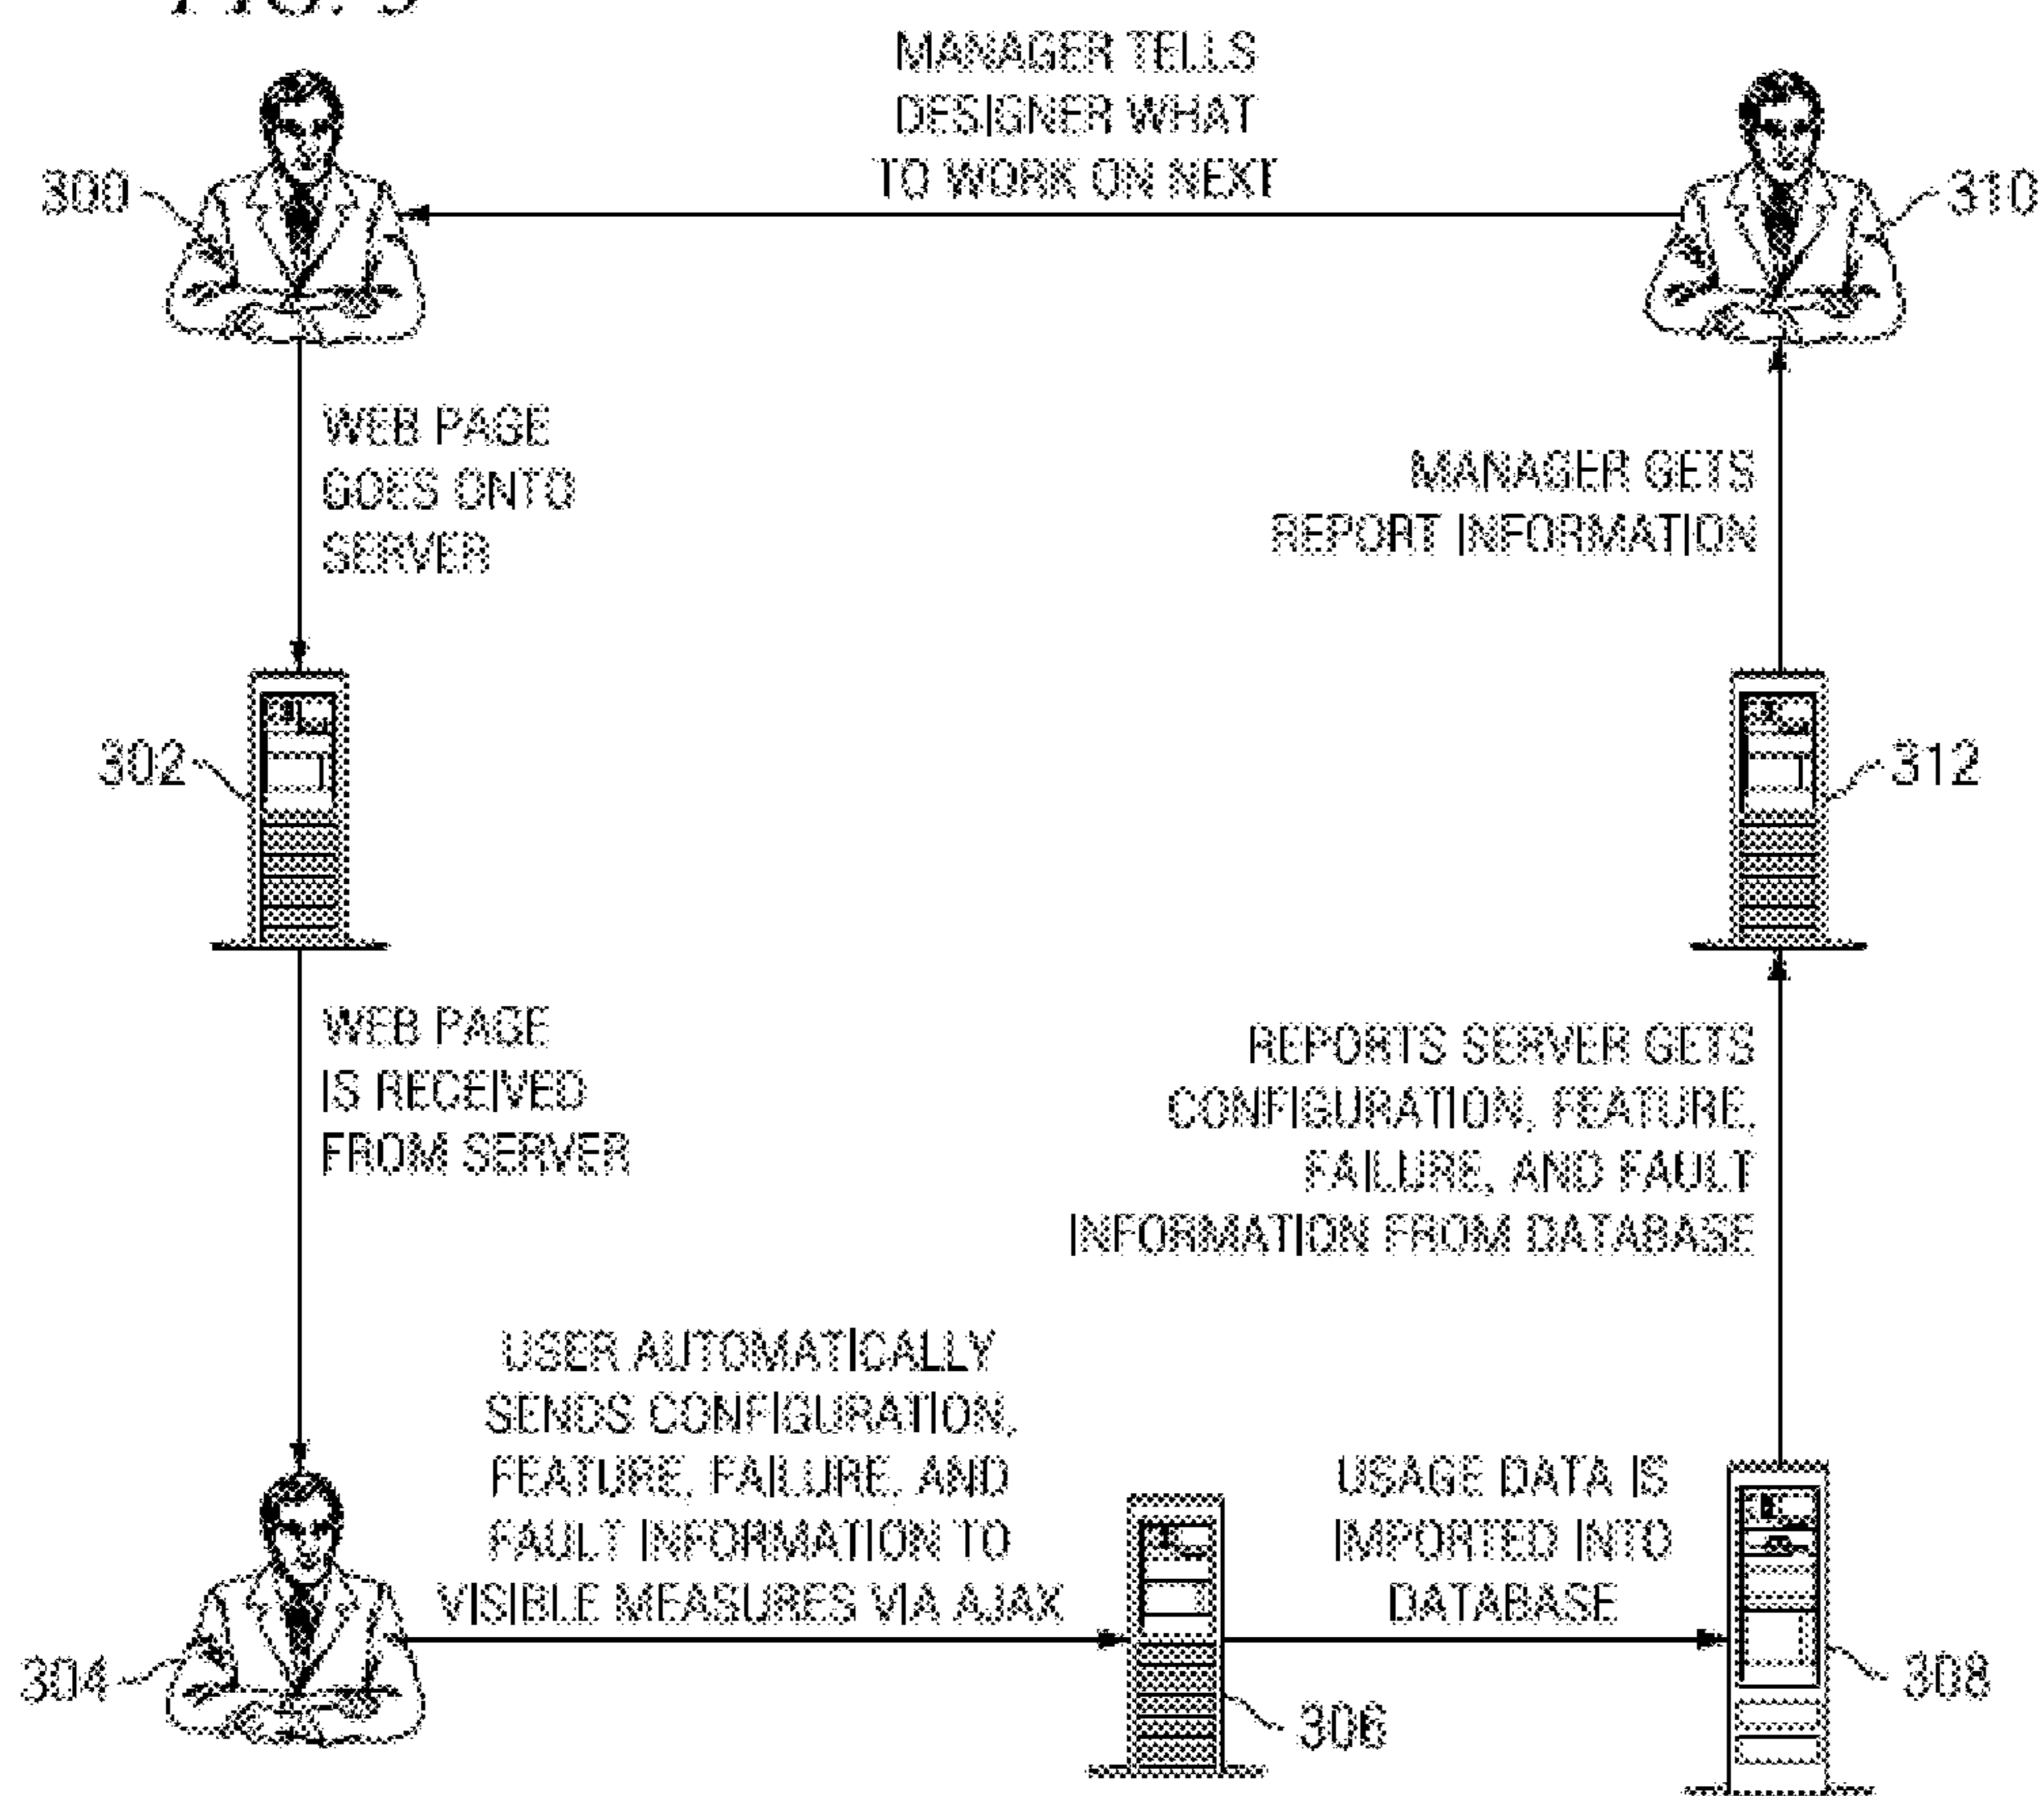 MANAGER TELLS
DESIGNER WHAT
TO WORK ON NEXT
300
310
WEB PAGE
GOES ONTO
SERVER
MANAGER GETS
REPORT INFORMATION
302
312
WEB PAGE
IS RECEIVED
FROM SERVER
REPORTS SERVER GETS
CONFIGURATION, FEATURE,
FAILURE, AND FAULT
INFORMATION FROM DATABASE
USER AUTOMATICALLY
SENDS CONFIGURATION,
FEATURE, FAILURE, AND
FAULT INFORMATION TO
VISIBLE MEASURES VIA AJAX
USAGE DATA IS
IMPORTED INTO
DATABASE
304
306
308